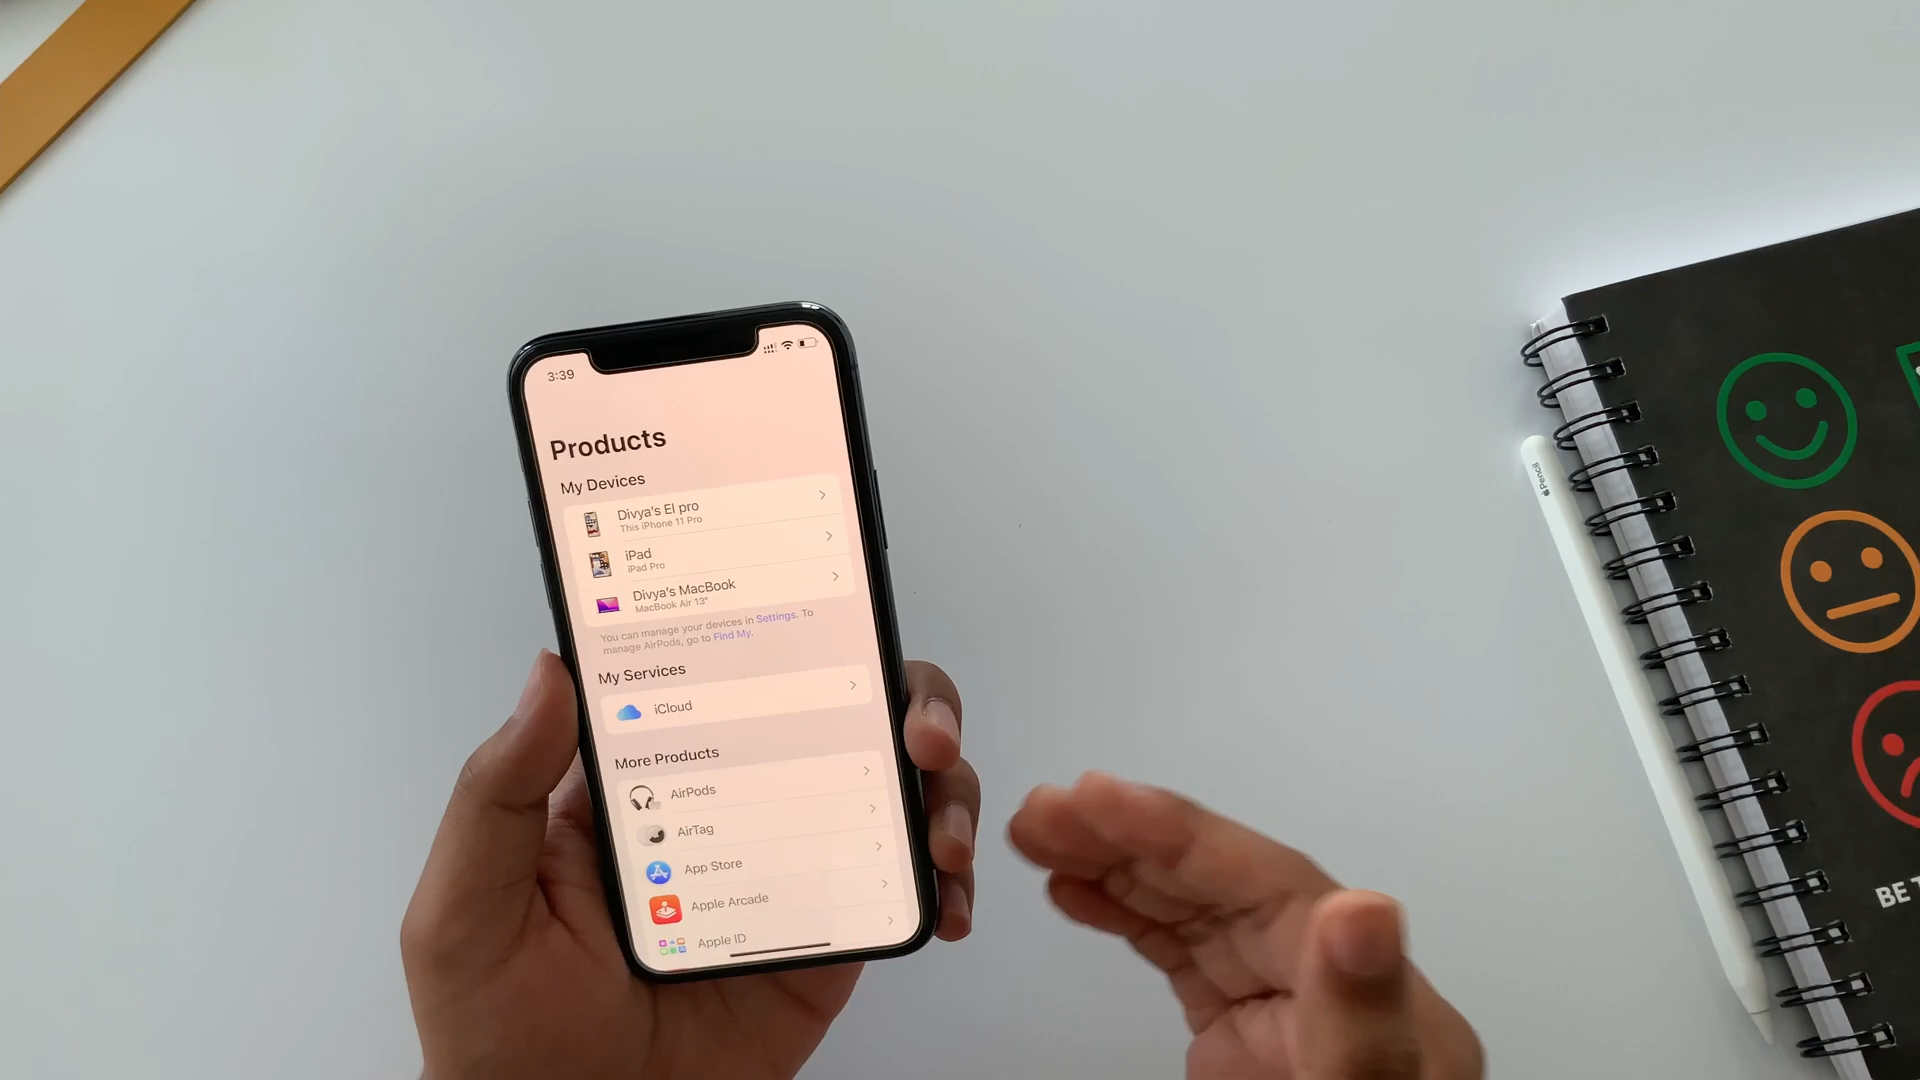 3:39
Products
My Devices
Divya's El pro
This iPhone 11 Pro
iPad
iPad Pro
Divya's MacBook
MacBook Air 13"
You can manage your devices in Settings. To
manage AirPods, go to Find My.
My Services
iCloud
More Products
AirPods
AirTag
App Store
Apple Arcade
Apple ID
Pencil
BE